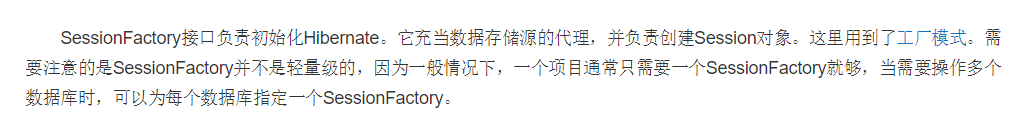 SessionFactory接口负责初始化Hibernate。它充当数据存储源的代理，并负责创建Session对象。这里用到了工厂模式。需
要注意的是SessionFactory并不是轻量级的，因为一般情况下，一个项目通常只需要一个SessionFactory就够，当需要操作多个
数据库时，可以为每个数据库指定一个SessionFactory。